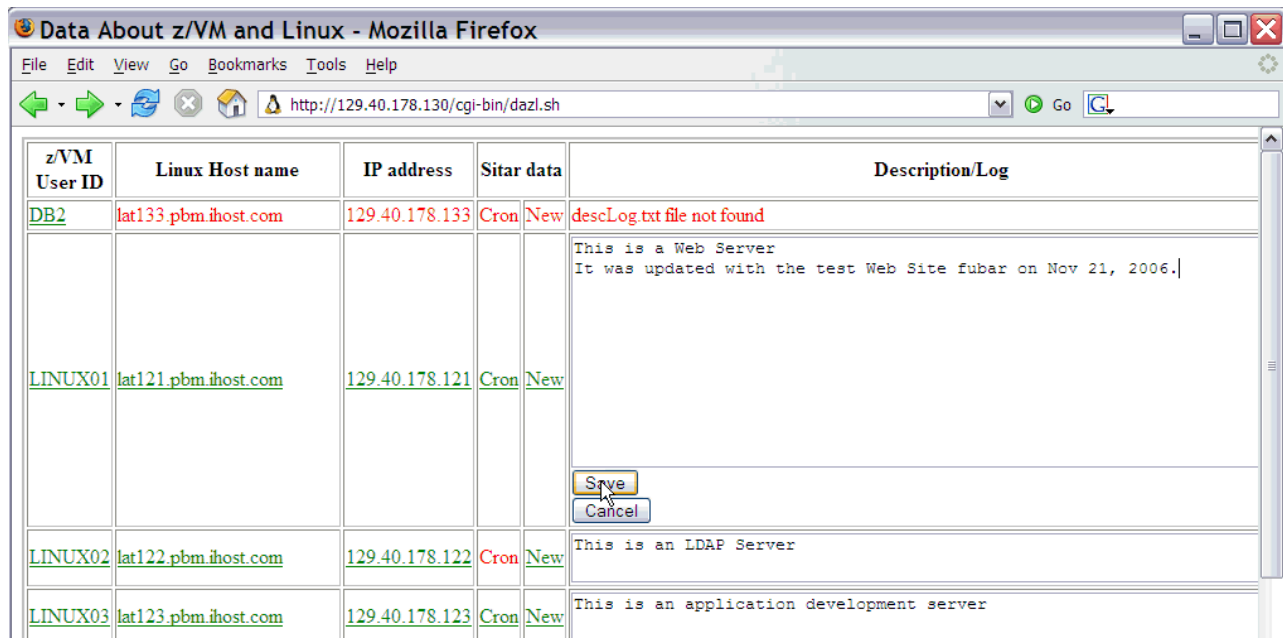 Data About z/VM and Linux - Mozilla Firefox
File Edit View Go Bookmarks Tools Help
http://129.40.178.130/cgi-bin/dazl.sh Go G
z/VM
User ID Linux Host name IP address Sitar data Description/Log
DB2 lat133.pbm.ihost.com 129.40.178.133 Cron New descLog.txt file not found
This is a Web Server
It was updated with the test Web Site fubar on Nov 21, 2006.
LINUX01 lat121.pbm.ihost.com 129.40.178.121 Cron New
Save
Cancel
LINUX02 lat122.pbm.ihost.com 129.40.178.122 Cron New This is an LDAP Server
LINUX03 lat123.pbm.ihost.com 129.40.178.123 Cron New This is an application development server